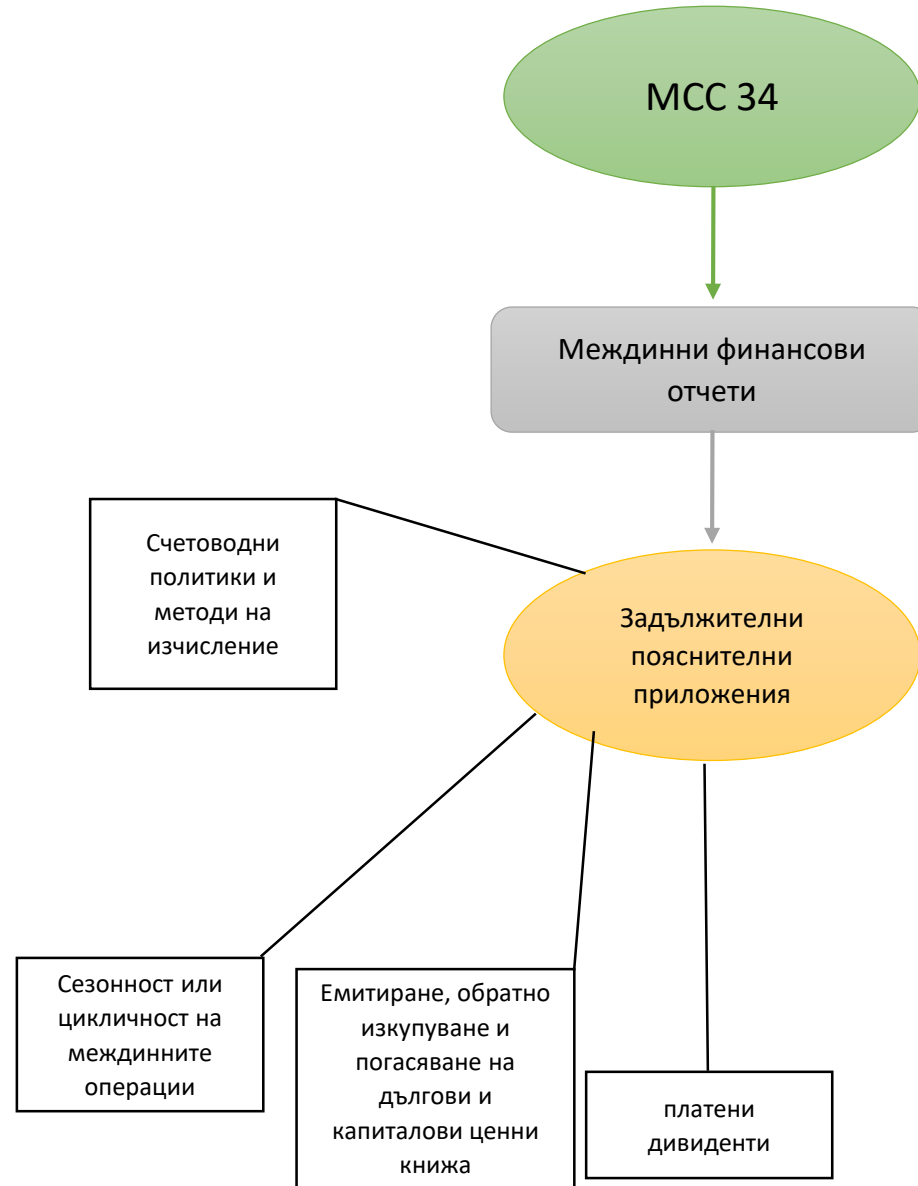 МСС 34
Междинни финансови
отчети
Счетоводни
политики и
методи на
изчисление
Задължителни
пояснителни
приложения
Сезонност или
цикличност на
междинните
операции
Емитиране, обратно
изкупуване и
погасяване на
дългови и
капиталови ценни
книжа
платени
дивиденти